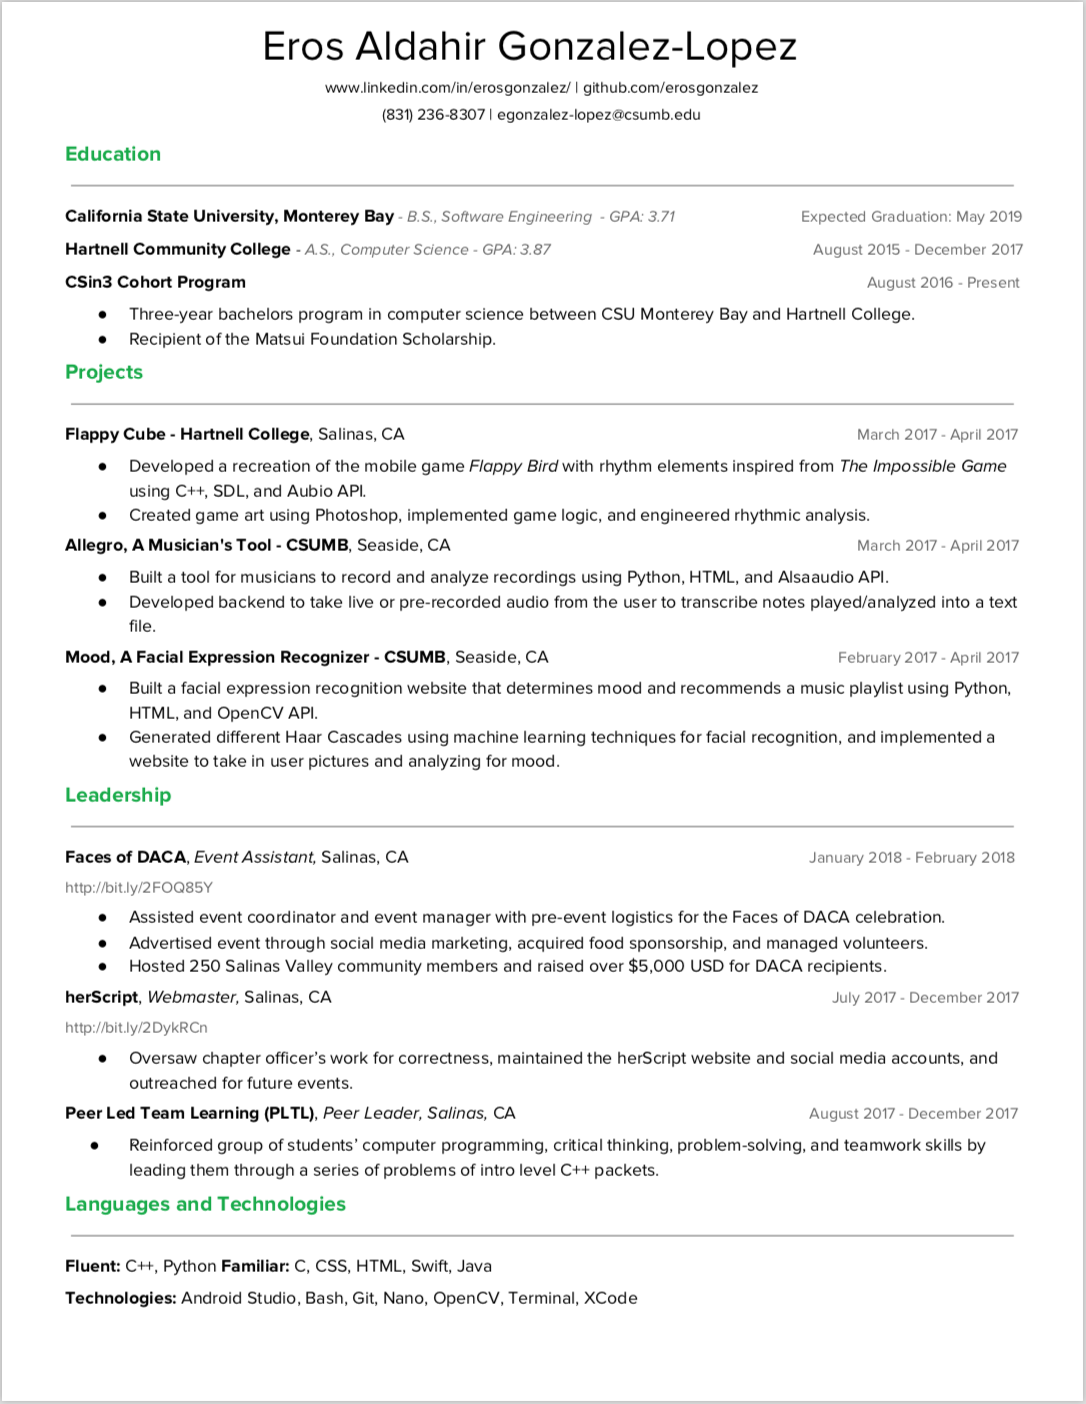 Eros Aldahir Gonzalez-Lopez
www.linkedin.com/in/erosgonzalez/ | github.com/erosgonzalez
(831) 236-8307 | egonzalez-lopez@csumb.edu
Education
California State University, Monterey Bay - B.S., Software Engineering - GPA: 3.71 Expected Graduation: May 2019
Hartnell Community College - A.S., Computer Science - GPA: 3.87 August 2015 - December 2017
CSin3 Cohort Program August 2016 - Present
● Three-year bachelors program in computer science between CSU Monterey Bay and Hartnell College.
● Recipient of the Matsui Foundation Scholarship.
Projects
Flappy Cube - Hartnell College, Salinas, CA March 2017 - April 2017
● Developed a recreation of the mobile game Flappy Bird with rhythm elements inspired from The Impossible Game
using C++, SDL, and Aubio API.
● Created game art using Photoshop, implemented game logic, and engineered rhythmic analysis.
Allegro, A Musician's Tool - CSUMB, Seaside, CA March 2017 - April 2017
● Built a tool for musicians to record and analyze recordings using Python, HTML, and Alsaaudio API.
● Developed backend to take live or pre-recorded audio from the user to transcribe notes played/analyzed into a text
file.
Mood, A Facial Expression Recognizer - CSUMB, Seaside, CA February 2017 - April 2017
● Built a facial expression recognition website that determines mood and recommends a music playlist using Python,
HTML, and OpenCV API.
● Generated different Haar Cascades using machine learning techniques for facial recognition, and implemented a
website to take in user pictures and analyzing for mood.
Leadership
Faces of DACA, Event Assistant, Salinas, CA January 2018 - February 2018
http://bit.ly/2FOQ85Y
● Assisted event coordinator and event manager with pre-event logistics for the Faces of DACA celebration.
● Advertised event through social media marketing, acquired food sponsorship, and managed volunteers.
● Hosted 250 Salinas Valley community members and raised over $5,000 USD for DACA recipients.
herScript, Webmaster, Salinas, CA July 2017 - December 2017
http://bit.ly/2DykRCn
● Oversaw chapter officer’s work for correctness, maintained the herScript website and social media accounts, and
outreached for future events.
Peer Led Team Learning (PLTL), Peer Leader, Salinas, CA August 2017 - December 2017
● Reinforced group of students’ computer programming, critical thinking, problem-solving, and teamwork skills by
leading them through a series of problems of intro level C++ packets.
Languages and Technologies
Fluent: C++, Python Familiar: C, CSS, HTML, Swift, Java
Technologies: Android Studio, Bash, Git, Nano, OpenCV, Terminal, XCode